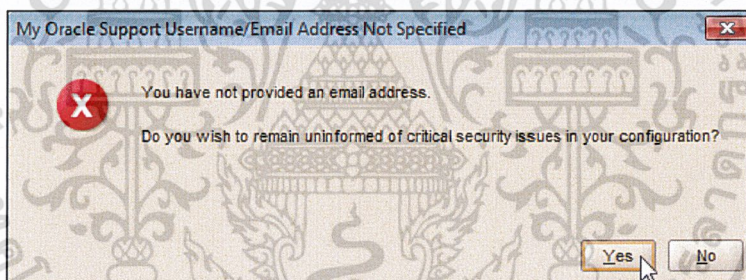 My Oracle Support Username/Email Address Not Specified
You have not provided an email address.
Do you wish to remain uninformed of critical security issues in your configuration?
Yes No